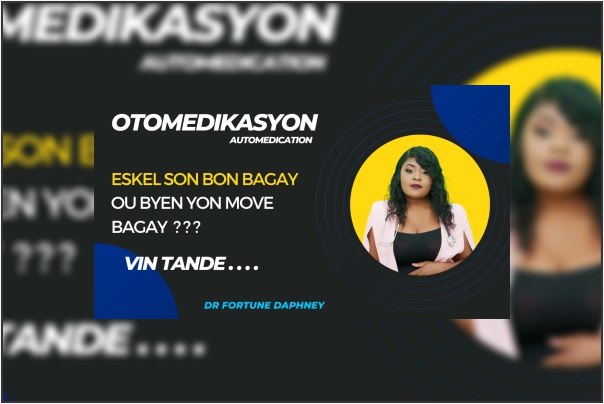 OTOMEDIKASYON
AUTOMEDICATION
ESKEL SON BON BAGAY
OU BYEN YON MOVE
BAGAY ???
VIN TANDE ....
DR FORTUNE DAPHNEY